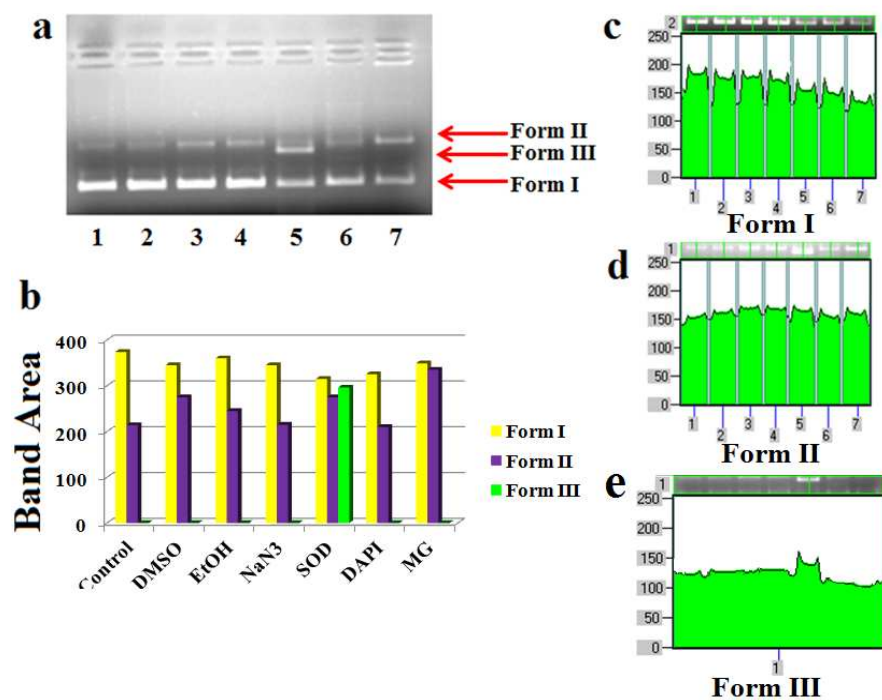 a
Form II
Form III
Form I
1 2 3 4 5 6 7
b
Band Area
400
300
200
100
0
Control DMSO EtOH NaN3 SOD DAPI MG
Form I
Form II
Form III
c
2
250
200
150
100
50
0
1 2 3 4 5 6 7
Form I
d
1
250
200
150
100
50
0
1 2 3 4 5 6 7
Form II
e
1
250
200
150
100
50
0
1
Form III